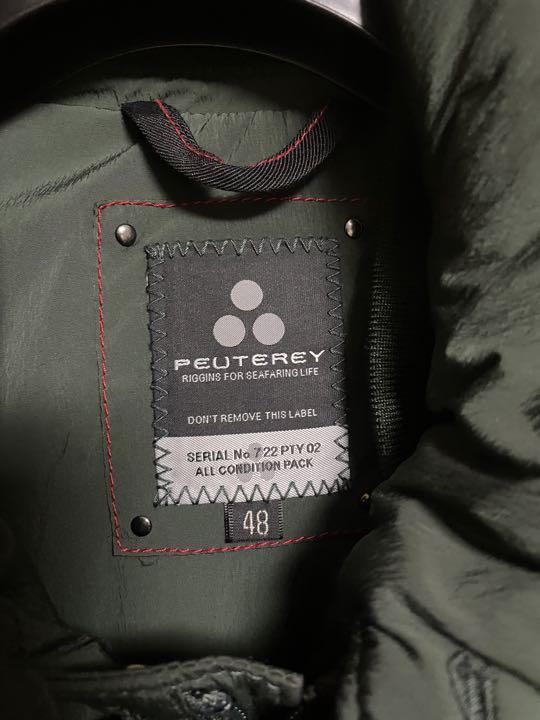 PEUTEREY
RIGGINS FOR SEAFARING LIFE
DON'T REMOVE THIS LABEL
SERIAL No 722 PTY 02
ALL CONDITION PACK
48